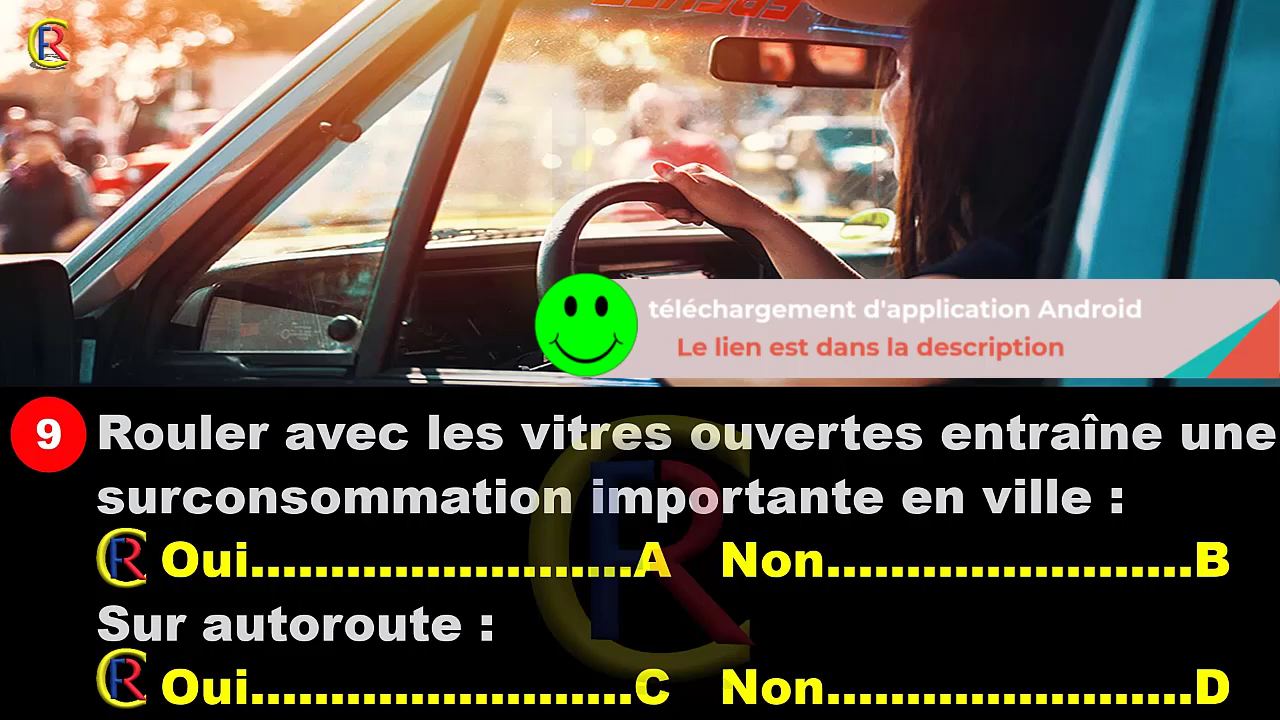 téléchargement d'application Android
Le lien est dans la description
9 Rouler avec les vitres ouvertes entraîne une
surconsommation importante en ville :
Oui........................A Non.......................B
Sur autoroute :
Oui........................C Non.......................D